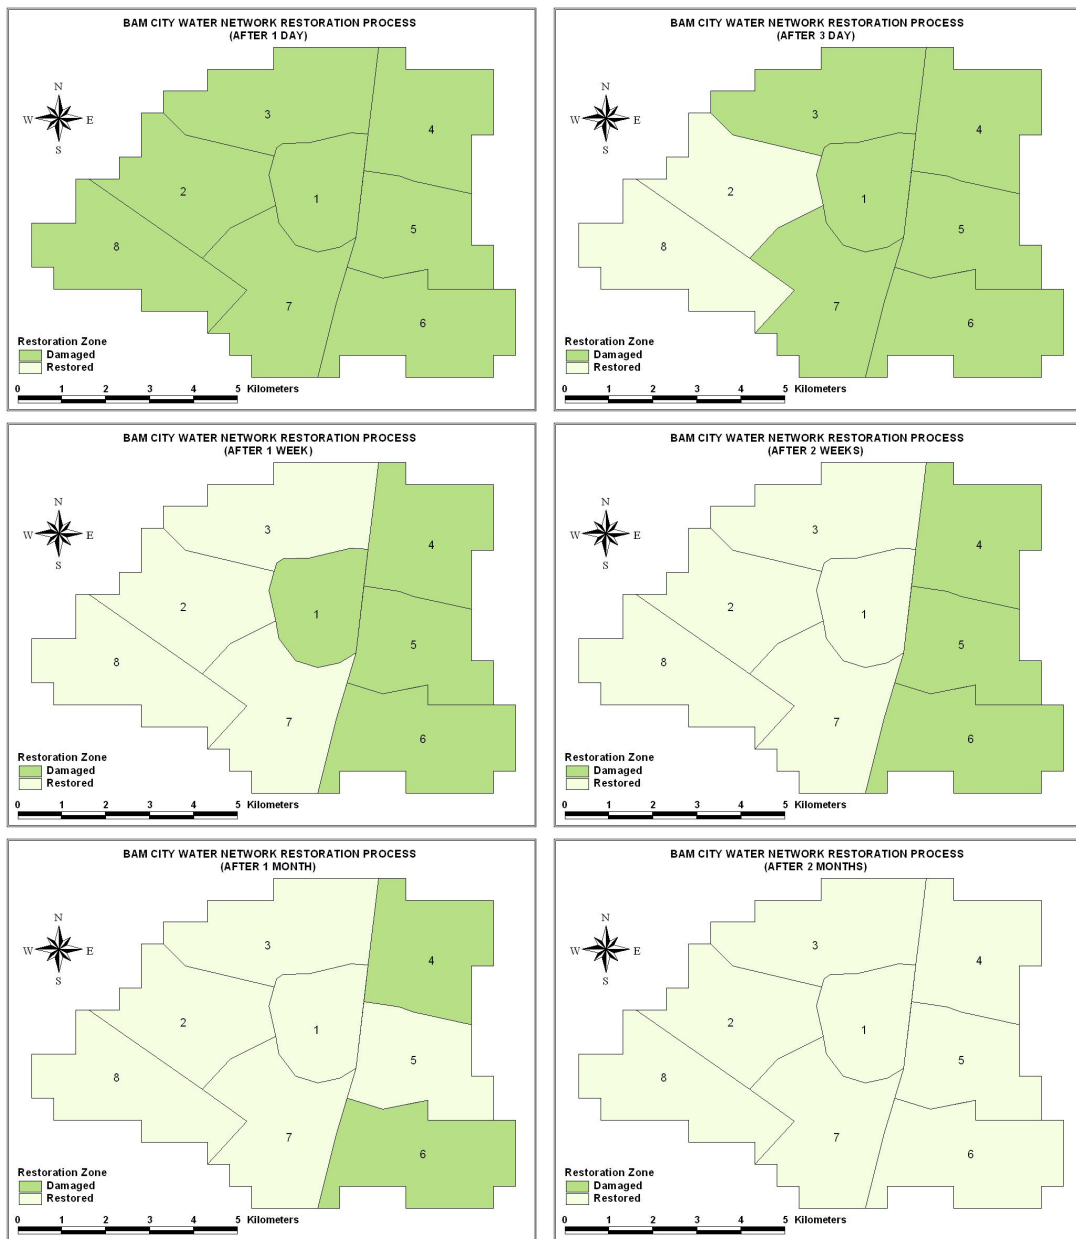 BAM CITY WATER NETWORK RESTORATION PROCESS
(AFTER 1 DAY)
N
W E
S
3
4
2
1
5
8
7
6
Restoration Zone
Damaged
Restored
0 1 2 3 4 5 Kilometers
BAM CITY WATER NETWORK RESTORATION PROCESS
(AFTER 3 DAY)
N
W E
S
3
4
2
1
5
8
7
6
Restoration Zone
Damaged
Restored
0 1 2 3 4 5 Kilometers
BAM CITY WATER NETWORK RESTORATION PROCESS
(AFTER 1 WEEK)
N
W E
S
3
4
2
1
5
8
7
6
Restoration Zone
Damaged
Restored
0 1 2 3 4 5 Kilometers
BAM CITY WATER NETWORK RESTORATION PROCESS
(AFTER 2 WEEKS)
N
W E
S
3
4
2
1
5
8
7
6
Restoration Zone
Damaged
Restored
0 1 2 3 4 5 Kilometers
BAM CITY WATER NETWORK RESTORATION PROCESS
(AFTER 1 MONTH)
N
W E
S
3
4
2
1
5
8
7
6
Restoration Zone
Damaged
Restored
0 1 2 3 4 5 Kilometers
BAM CITY WATER NETWORK RESTORATION PROCESS
(AFTER 2 MONTHS)
N
W E
S
3
4
2
1
5
8
7
6
Restoration Zone
Damaged
Restored
0 1 2 3 4 5 Kilometers